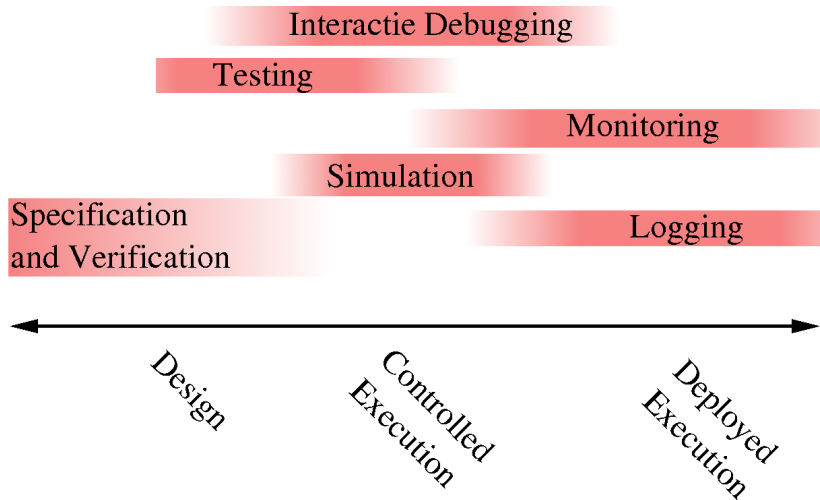 Interactie Debugging
Testing
Monitoring
Simulation
Specification
and Verification
Logging
Design
Controlled
Execution
Deployed
Execution